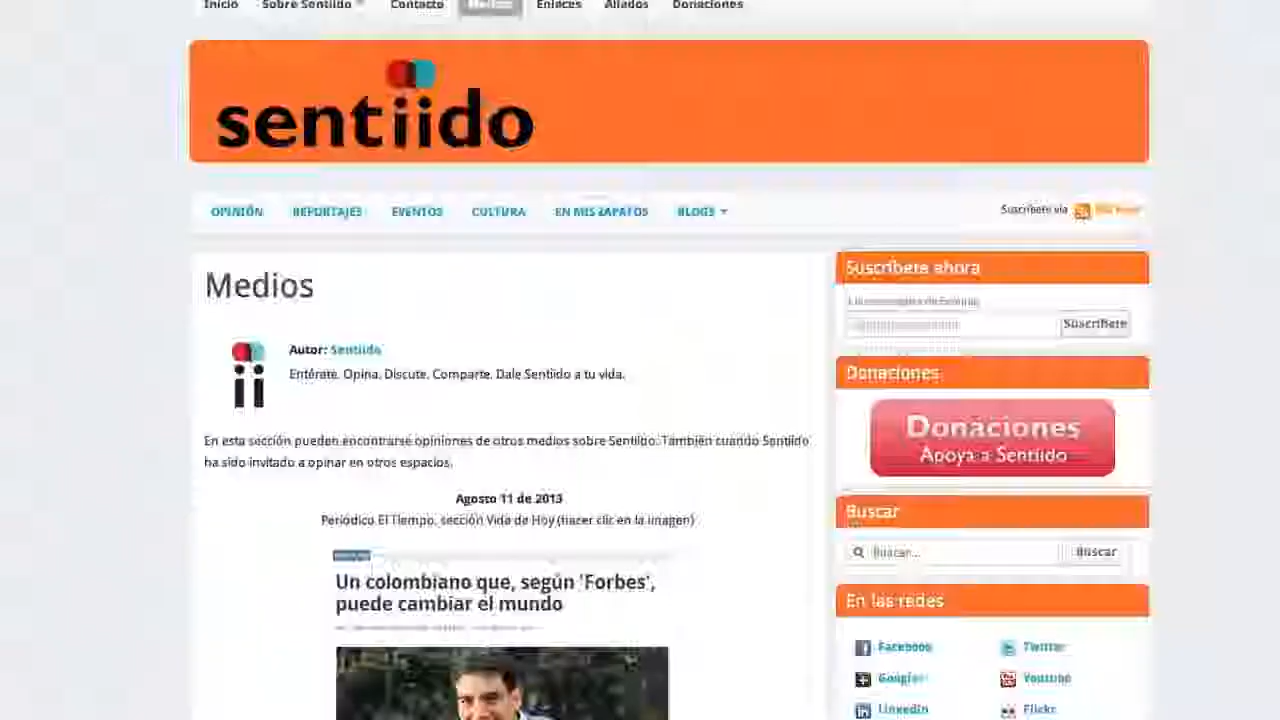 Inicio Sobre Sentiido Contacto Medios Enlaces Aliados Donaciones
sentiido
OPINIÓN REPORTAJES EVENTOS CULTURA EN MIS ZAPATOS BLOGS
Suscríbete vía
Medios
Autor: Sentiido
Entérate. Opina. Discute. Comparte. Dale Sentiido a tu vida.
En esta sección pueden encontrarse opiniones de otros medios sobre Sentiido. También cuando Sentiido
ha sido invitado a opinar en otros espacios.
Agosto 11 de 2013
Periódico El Tiempo, sección Vida de Hoy (hacer clic en la imagen)
Un colombiano que, según 'Forbes',
puede cambiar el mundo
Suscríbete ahora
Suscríbete
Donaciones
Donaciones
Apoya a Sentiido
Buscar
Buscar... Buscar
En las redes
Facebook Twitter
Google+ Youtube
LinkedIn Flickr